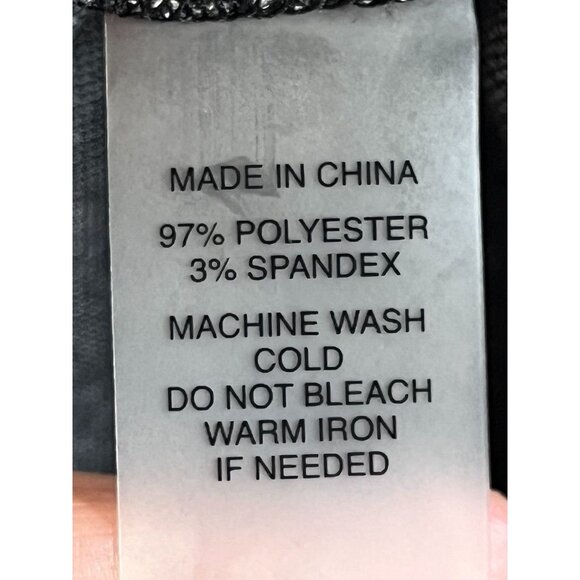 MADE IN CHINA
97% POLYESTER
3% SPANDEX
MACHINE WASH
COLD
DO NOT BLEACH
WARM IRON
IF NEEDED